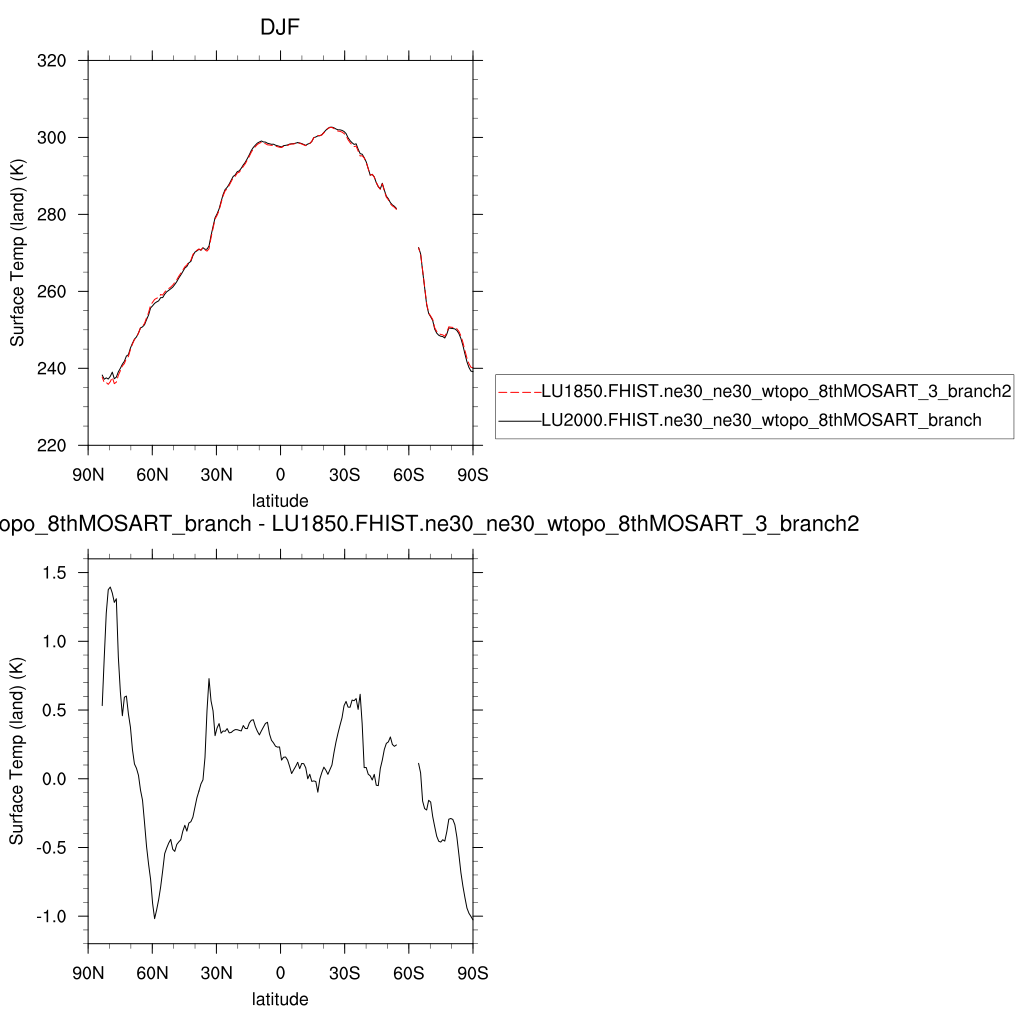 DJF
320
300
280
260
240
220
Surface Temp (land) (K)
90N 60N 30N 0 30S 60S 90S
latitude
LU1850.FHIST.ne30_ne30_wtopo_8thMOSART_3_branch2
LU2000.FHIST.ne30_ne30_wtopo_8thMOSART_branch
opo_8thMOSART_branch - LU1850.FHIST.ne30_ne30_wtopo_8thMOSART_3_branch2
1.5
1.0
0.5
0.0
-0.5
-1.0
Surface Temp (land) (K)
90N 60N 30N 0 30S 60S 90S
latitude